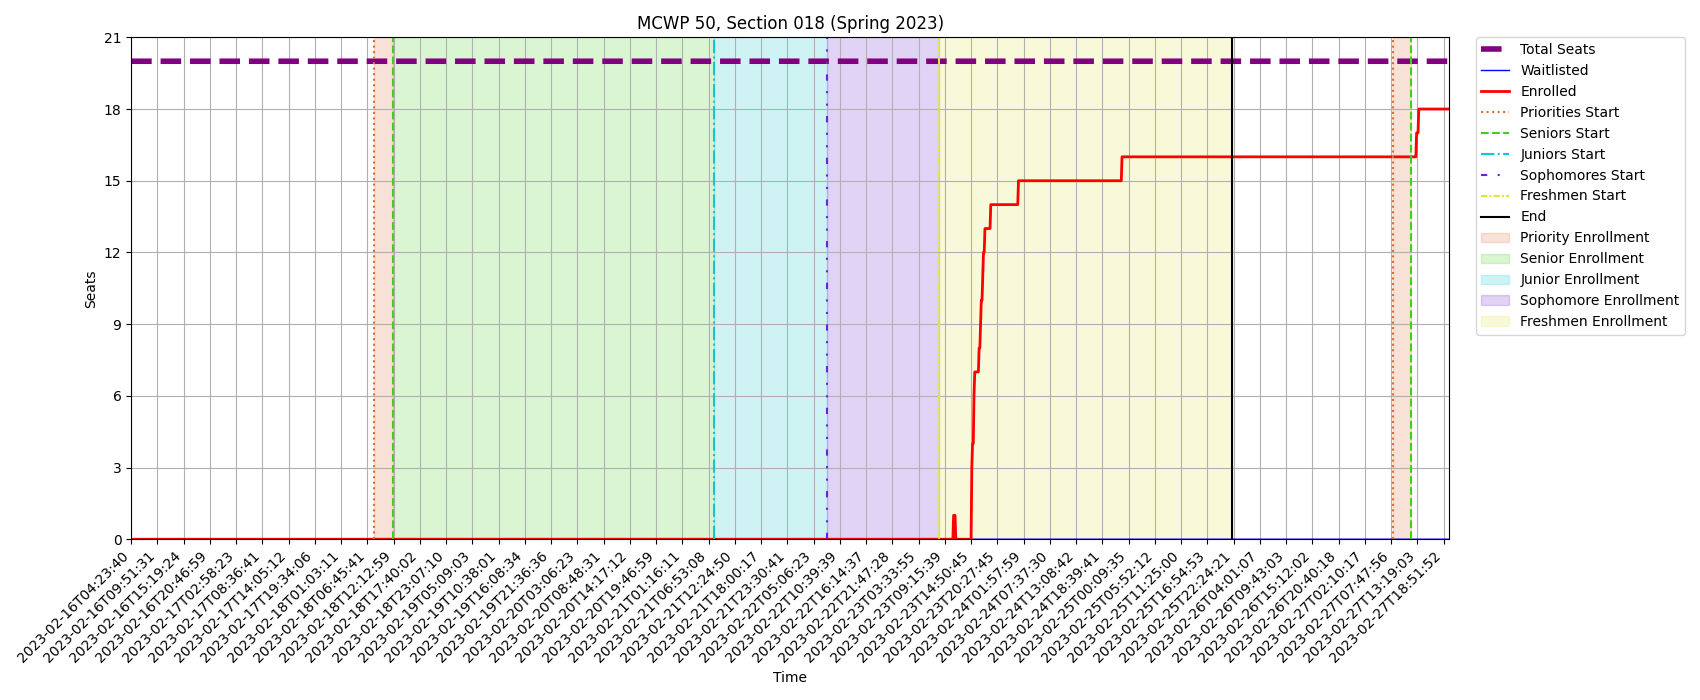 MCWP 50, Section 018 (Spring 2023)
Seats
21
18
15
12
9
6
3
0
2023-02-16T04:23:40
2023-02-16T09:51:31
2023-02-16T15:19:24
2023-02-16T20:46:59
2023-02-17T02:58:23
2023-02-17T08:36:41
2023-02-17T14:05:12
2023-02-17T19:34:06
2023-02-18T01:03:11
2023-02-18T06:45:41
2023-02-18T12:12:59
2023-02-18T17:40:02
2023-02-18T23:07:10
2023-02-19T05:09:03
2023-02-19T10:38:01
2023-02-19T16:08:34
2023-02-19T21:36:36
2023-02-20T03:06:23
2023-02-20T08:48:31
2023-02-20T14:17:12
2023-02-20T19:46:59
2023-02-21T01:16:11
2023-02-21T06:53:08
2023-02-21T12:24:50
2023-02-21T18:00:17
2023-02-21T23:30:41
2023-02-22T05:06:23
2023-02-22T10:39:39
2023-02-22T16:14:37
2023-02-22T21:47:28
2023-02-23T03:33:55
2023-02-23T09:15:39
2023-02-23T14:50:45
2023-02-23T20:27:45
2023-02-24T01:57:59
2023-02-24T07:37:30
2023-02-24T13:08:42
2023-02-24T18:39:41
2023-02-25T00:09:35
2023-02-25T05:52:12
2023-02-25T11:25:00
2023-02-25T16:54:53
2023-02-25T22:24:21
2023-02-26T04:01:07
2023-02-26T09:43:03
2023-02-26T15:12:02
2023-02-26T20:40:18
2023-02-27T02:10:17
2023-02-27T07:47:56
2023-02-27T13:19:03
2023-02-27T18:51:52
Time
Total Seats
Waitlisted
Enrolled
Priorities Start
Seniors Start
Juniors Start
Sophomores Start
Freshmen Start
End
Priority Enrollment
Senior Enrollment
Junior Enrollment
Sophomore Enrollment
Freshmen Enrollment